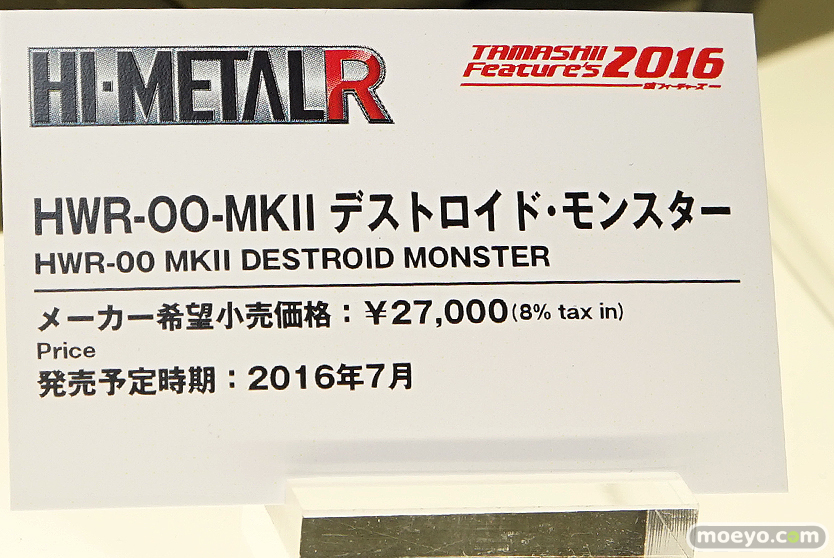 HI-METAL R
TAMASHII
Feature's 2016
魂フィーチャーズ
HWR-00-MKII デストロイド・モンスター
HWR-00 MKII DESTROID MONSTER
メーカー希望小売価格：￥27,000(8% tax in)
Price
発売予定時期：2016年7月
moeyo.com